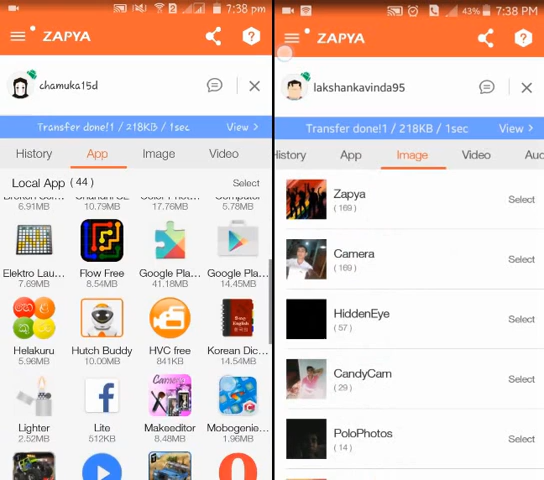 7:38 pm
ZAPYA
chamuka15d
Transfer done!1 / 218KB / 1sec View >
History App Image Video
Local App ( 44 ) Select
6.91MB 10.79MB 17.76MB 5.78MB
Elektro Lau... Flow Free Google Pla... Google Pla...
7.69MB 8.54MB 41.18MB 14.45MB
Helakuru Hutch Buddy HVC free Korean Dic...
5.96MB 10.00MB 841KB 14.54MB
Lighter Lite Makeeditor Mobogenie...
2.52MB 512KB 8.48MB 1.96MB
43% 7:38 PM
ZAPYA
lakshankavinda95
Transfer done!1 / 218KB / 1sec View >
History App Image Video Aud
Zapya
( 169 )
Select
Camera
( 169 )
Select
HiddenEye
( 57 )
Select
CandyCam
( 29 )
Select
PoloPhotos
( 14 )
Select